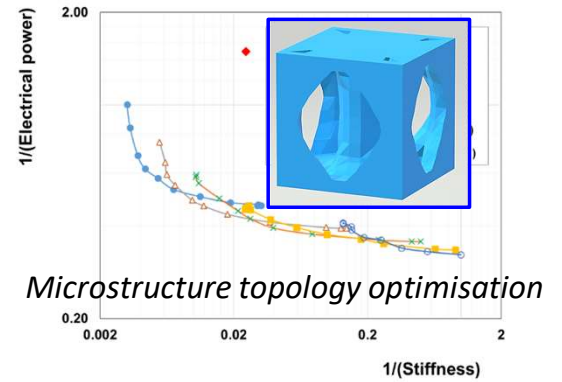 2.00
1/(Electrical power)
Microstructure topology optimisation
0.20
0.002
0.02
0.2
2
1/(Stiffness)